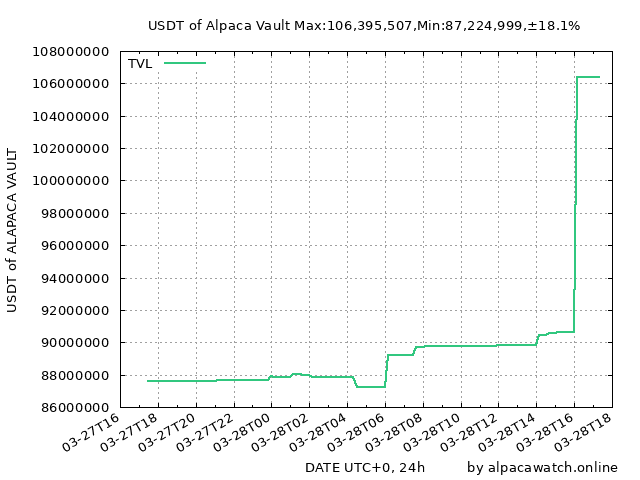 USDT of Alpaca Vault Max:106,395,507,Min:87,224,999,±18.1%
TVL
USDT of ALAPACA VAULT
108000000
106000000
104000000
102000000
100000000
98000000
96000000
94000000
92000000
90000000
88000000
86000000
03-27T16
03-27T18
03-27T20
03-27T22
03-28T00
03-28T02
03-28T04
03-28T06
03-28T08
03-28T10
03-28T12
03-28T14
03-28T16
03-28T18
DATE UTC+0, 24h
by alpacawatch.online